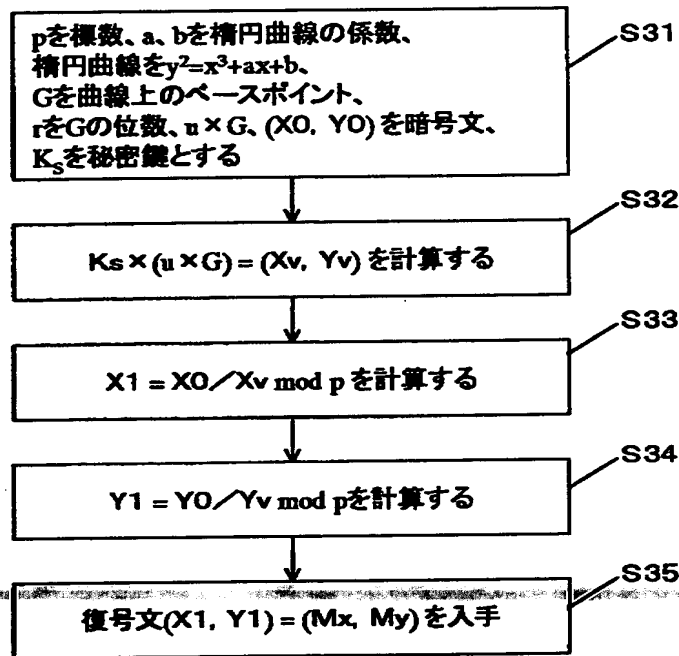 pを標数、a、bを楕円曲線の係数、
楕円曲線をy²=x³+ax+b、
Gを曲線上のベースポイント、
rをGの位数、u×G、(X0, Y0)を暗号文、
Ksを秘密鍵とする
S31
Ks×(u×G)=(Xv, Yv)を計算する
S32
X1 = X0／Xv mod p を計算する
S33
Y1 = Y0／Yv mod pを計算する
S34
復号文(X1, Y1)=(Mx, My)を入手
S35